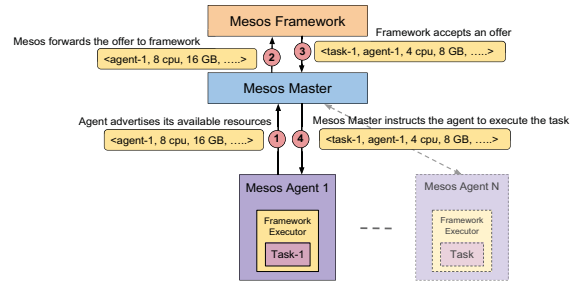 Mesos Framework
Mesos forwards the offer to framework
Framework accepts an offer
<agent-1, 8 cpu, 16 GB, .....>
2
3
<task-1, agent-1, 4 cpu, 8 GB, .....>
Mesos Master
Agent advertises its available resources
Mesos Master instructs the agent to execute the task
<agent-1, 8 cpu, 16 GB, .....>
1
4
<task-1, agent-1, 4 cpu, 8 GB, .....>
Mesos Agent 1
Mesos Agent N
Framework
Executor
Task-1
Framework
Executor
Task